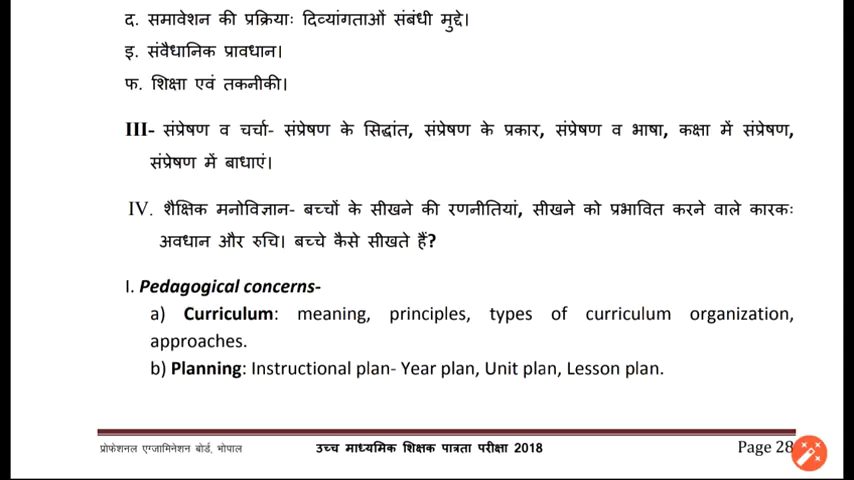 द. समावेशन की प्रक्रियाः दिव्यांगताओं संबंधी मुद्दे।
इ. संवैधानिक प्रावधान।
फ. शिक्षा एवं तकनीकी।
III- संप्रेषण व चर्चा- संप्रेषण के सिद्धांत, संप्रेषण के प्रकार, संप्रेषण व भाषा, कक्षा में संप्रेषण,
संप्रेषण में बाधाएं।
IV. शैक्षिक मनोविज्ञान- बच्चों के सीखने की रणनीतियां, सीखने को प्रभावित करने वाले कारकः
अवधान और रुचि। बच्चे कैसे सीखते हैं?
I. Pedagogical concerns-
a) Curriculum: meaning, principles, types of curriculum organization,
approaches.
b) Planning: Instructional plan- Year plan, Unit plan, Lesson plan.
प्रोफेशनल एग्जामिनेशन बोर्ड, भोपाल उच्च माध्यमिक शिक्षक पात्रता परीक्षा 2018 Page 28